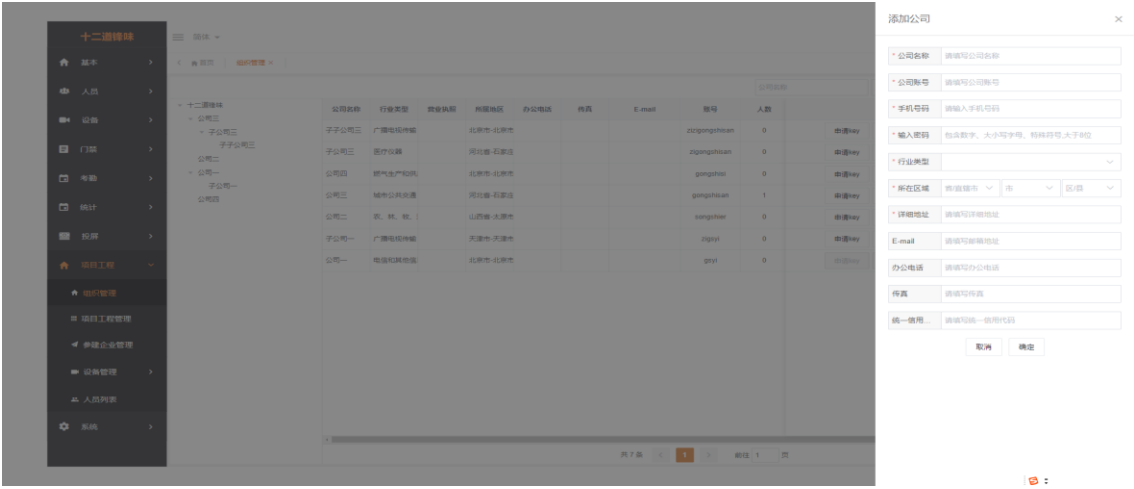 十二道锋味
简体
首页
组织管理
基本
人员
设备
门禁
考勤
统计
投屏
项目工程
组织管理
项目工程管理
参建企业管理
设备管理
人员列表
系统
十二道锋味
公司三
子公司三
子子公司三
公司二
公司一
子公司一
公司四
公司名称
公司名称 行业类型 营业执照 所属地区 办公电话 传真 E-mail 账号 人数
子子公司三 广播电视传输 北京市-北京市 zizigongshisan 0 申请key
子公司三 医疗仪器 河北省-石家庄 zigongshisan 0 申请key
公司四 燃气生产和供 北京市-北京市 gongshisi 0 申请key
公司三 城市公共交通 河北省-石家庄 gongshisan 1 申请key
公司二 农、林、牧、 山西省-太原市 0 申请key
子公司一 广播电视传输 天津市-天津市 zigsyi 0 申请key
公司一 电信和其他信 北京市-北京市 gsyi 0 申请key
共 7 条 < 1 > 前往 1 页
添加公司
* 公司名称 请填写公司名称
* 公司账号 请填写公司账号
* 手机号码 请输入手机号码
* 输入密码 包含数字、大小写字母、特殊符号,大于8位
* 行业类型
* 所在区域 省/直辖市 市 区/县
* 详细地址 请填写详细地址
E-mail 请填写邮箱地址
办公电话 请填写办公电话
传真 请填写传真
统一信用... 请填写统一信用代码
取消 确定